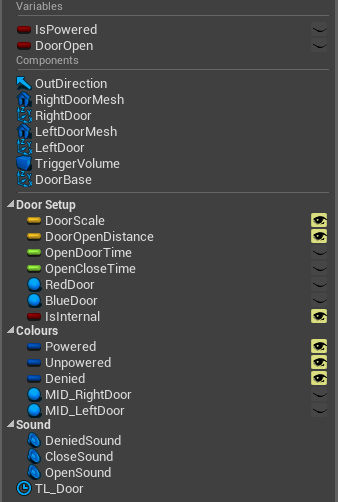 Variables
IsPowered
DoorOpen
Components
OutDirection
RightDoorMesh
RightDoor
LeftDoorMesh
LeftDoor
TriggerVolume
DoorBase
Door Setup
DoorScale
DoorOpenDistance
OpenDoorTime
OpenCloseTime
RedDoor
BlueDoor
IsInternal
Colours
Powered
Unpowered
Denied
MID_RightDoor
MID_LeftDoor
Sound
DeniedSound
CloseSound
OpenSound
TL_Door